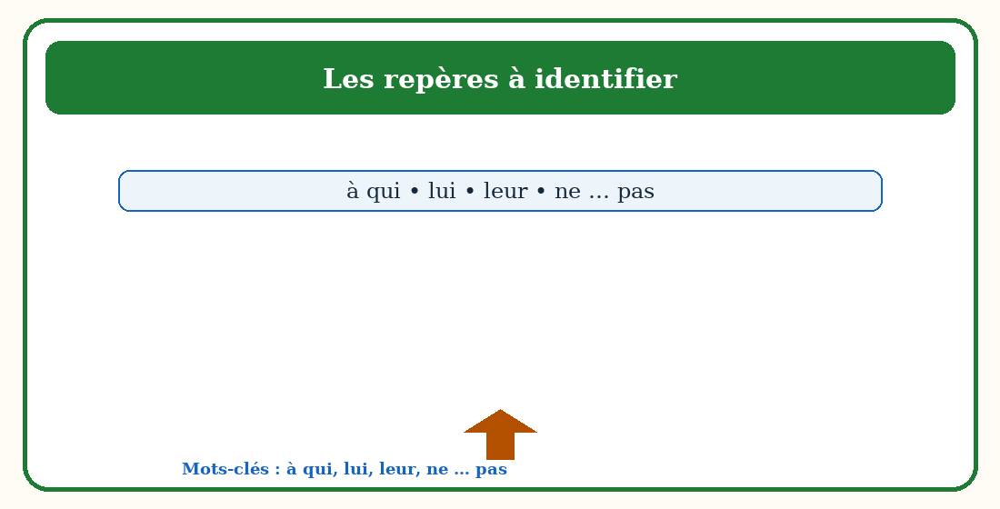 Les repères à identifier
à qui • lui • leur • ne … pas
Mots-clés : à qui, lui, leur, ne … pas